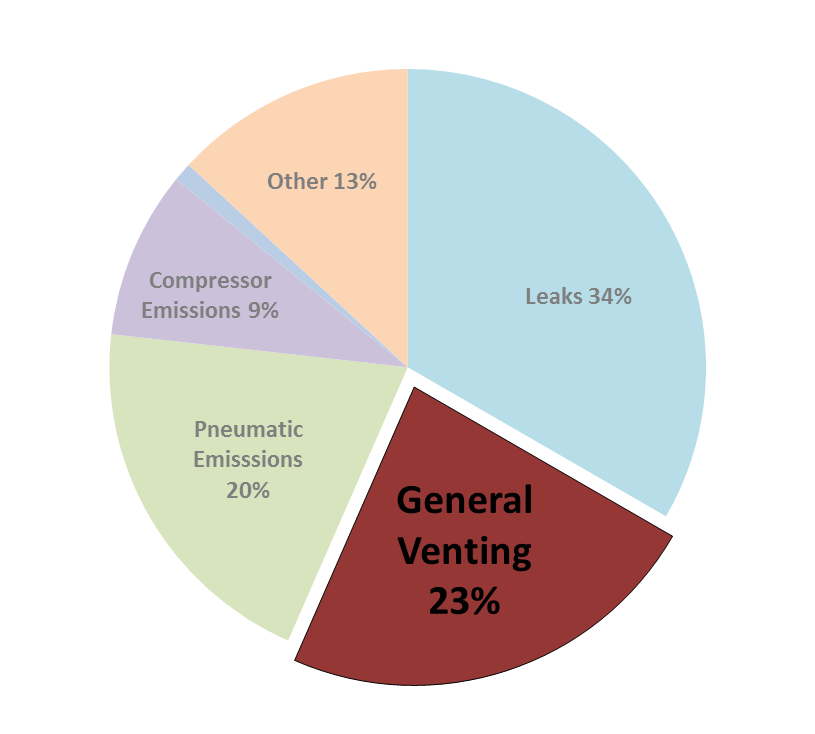 Other 13%
Leaks 34%
Compressor
Emissions 9%
Pneumatic
Emisssions
20%
General
Venting
23%